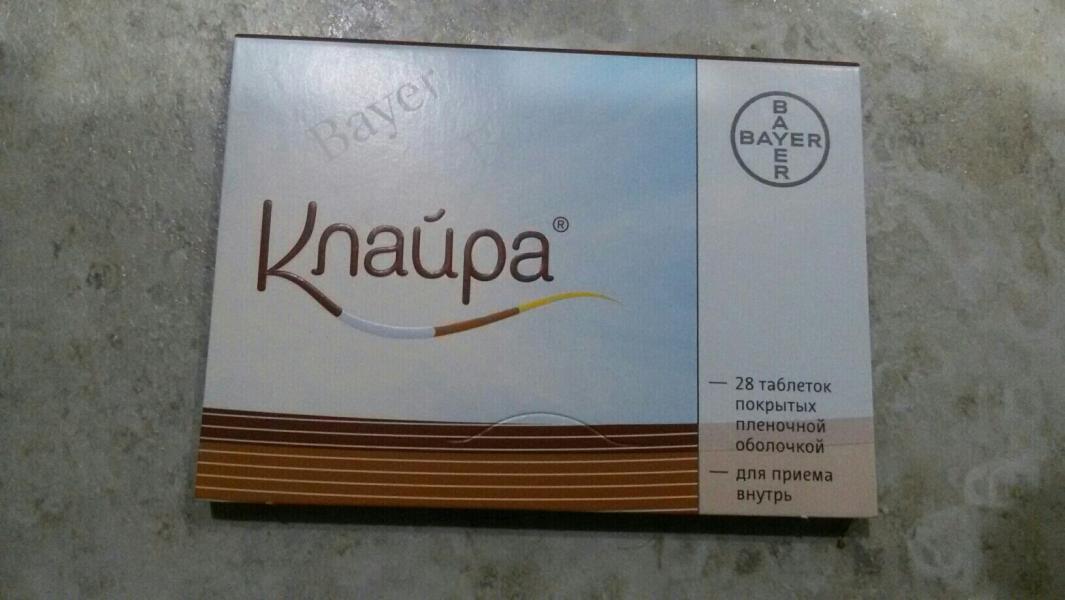 Bayer
Клайра®
BAYER
BAYER
— 28 таблеток
покрытых
пленочной
оболочкой
— для приема
внутрь